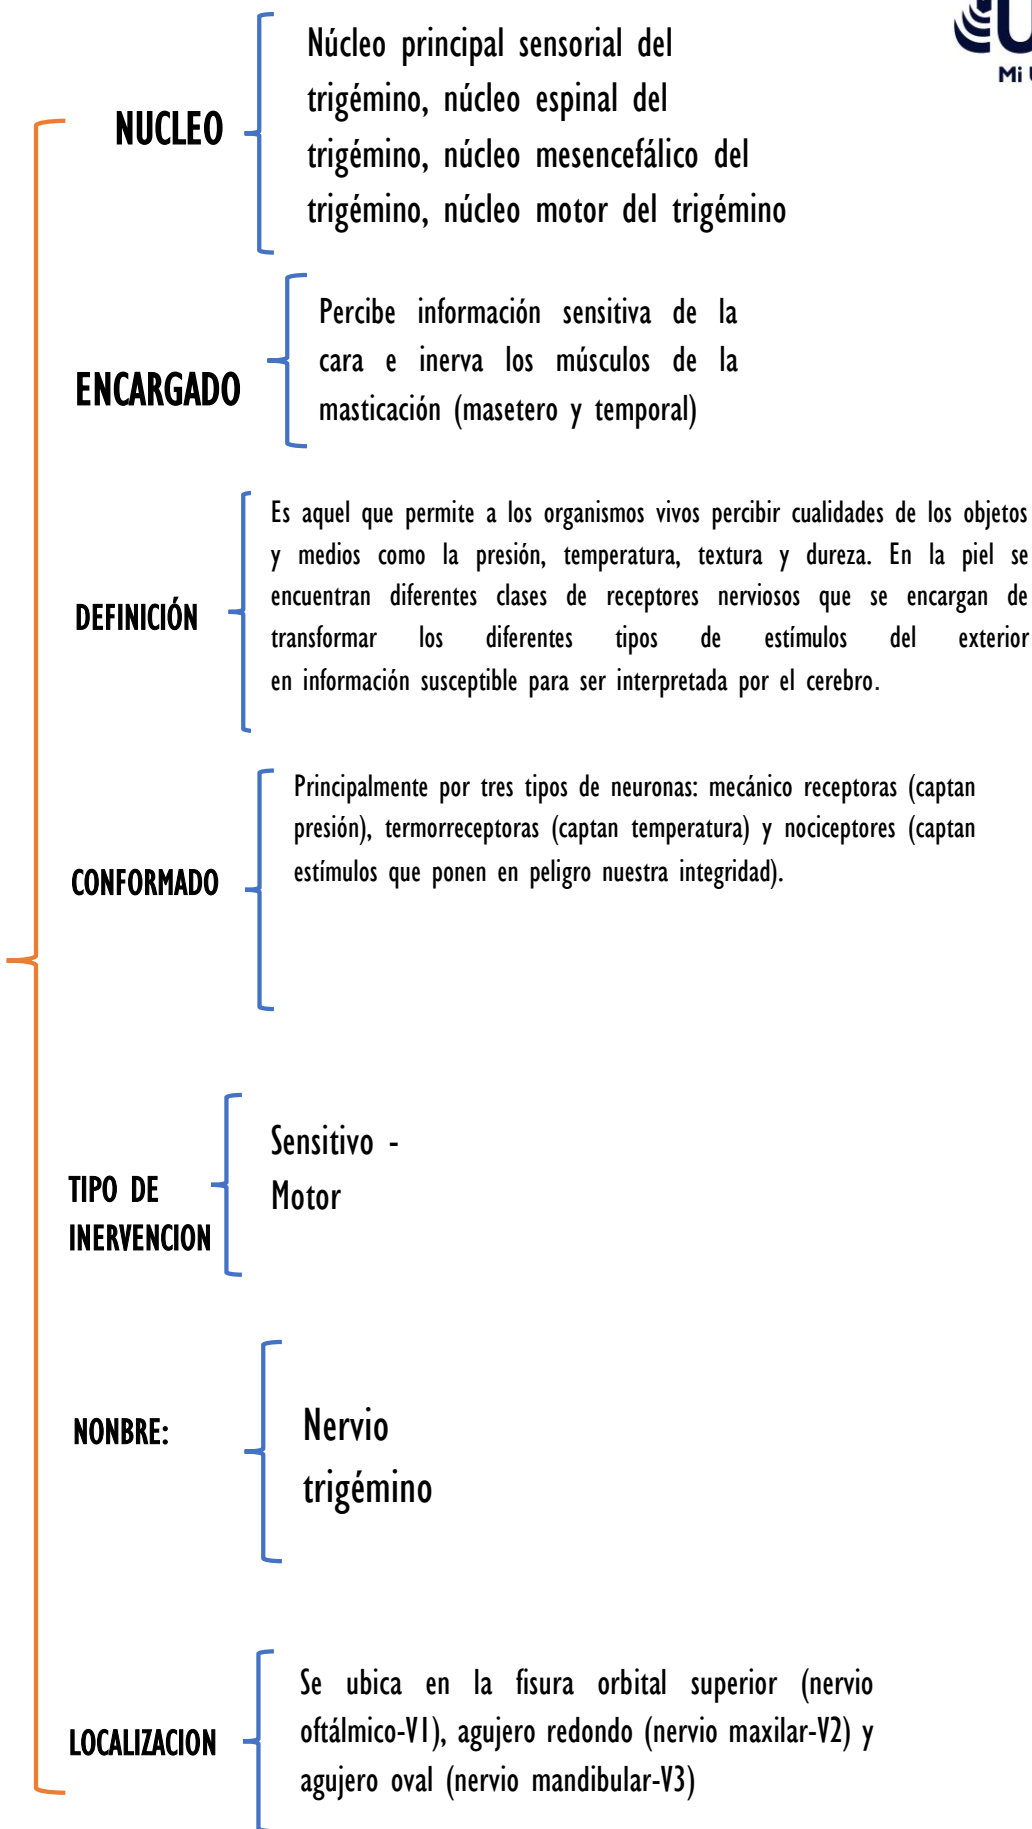 Núcleo principal sensorial del
trigémino, núcleo espinal del
trigémino, núcleo mesencefálico del
trigémino, núcleo motor del trigémino
NUCLEO
Mi
Percibe información sensitiva de la
cara e inerva los músculos de la
masticación (masetero y temporal)
ENCARGADO
Es aquel que permite a los organismos vivos percibir cualidades de los objetos
y medios como la presión, temperatura, textura y dureza. En la piel se
encuentran diferentes clases de receptores nerviosos que se encargan de
transformar los diferentes tipos de estímulos del exterior
en información susceptible para ser interpretada por el cerebro.
DEFINICIÓN
Principalmente por tres tipos de neuronas: mecánico receptoras (captan
presión), termorreceptoras (captan temperatura) y nociceptores (captan
estímulos que ponen en peligro nuestra integridad).
CONFORMADO
Sensitivo -
Motor
TIPO DE
INERVENCION
Nervio
trigémino
NONBRE:
Se ubica en la fisura orbital superior (nervio
oftálmico-V1), agujero redondo (nervio maxilar-V2) y
agujero oval (nervio mandibular-V3)
LOCALIZACION